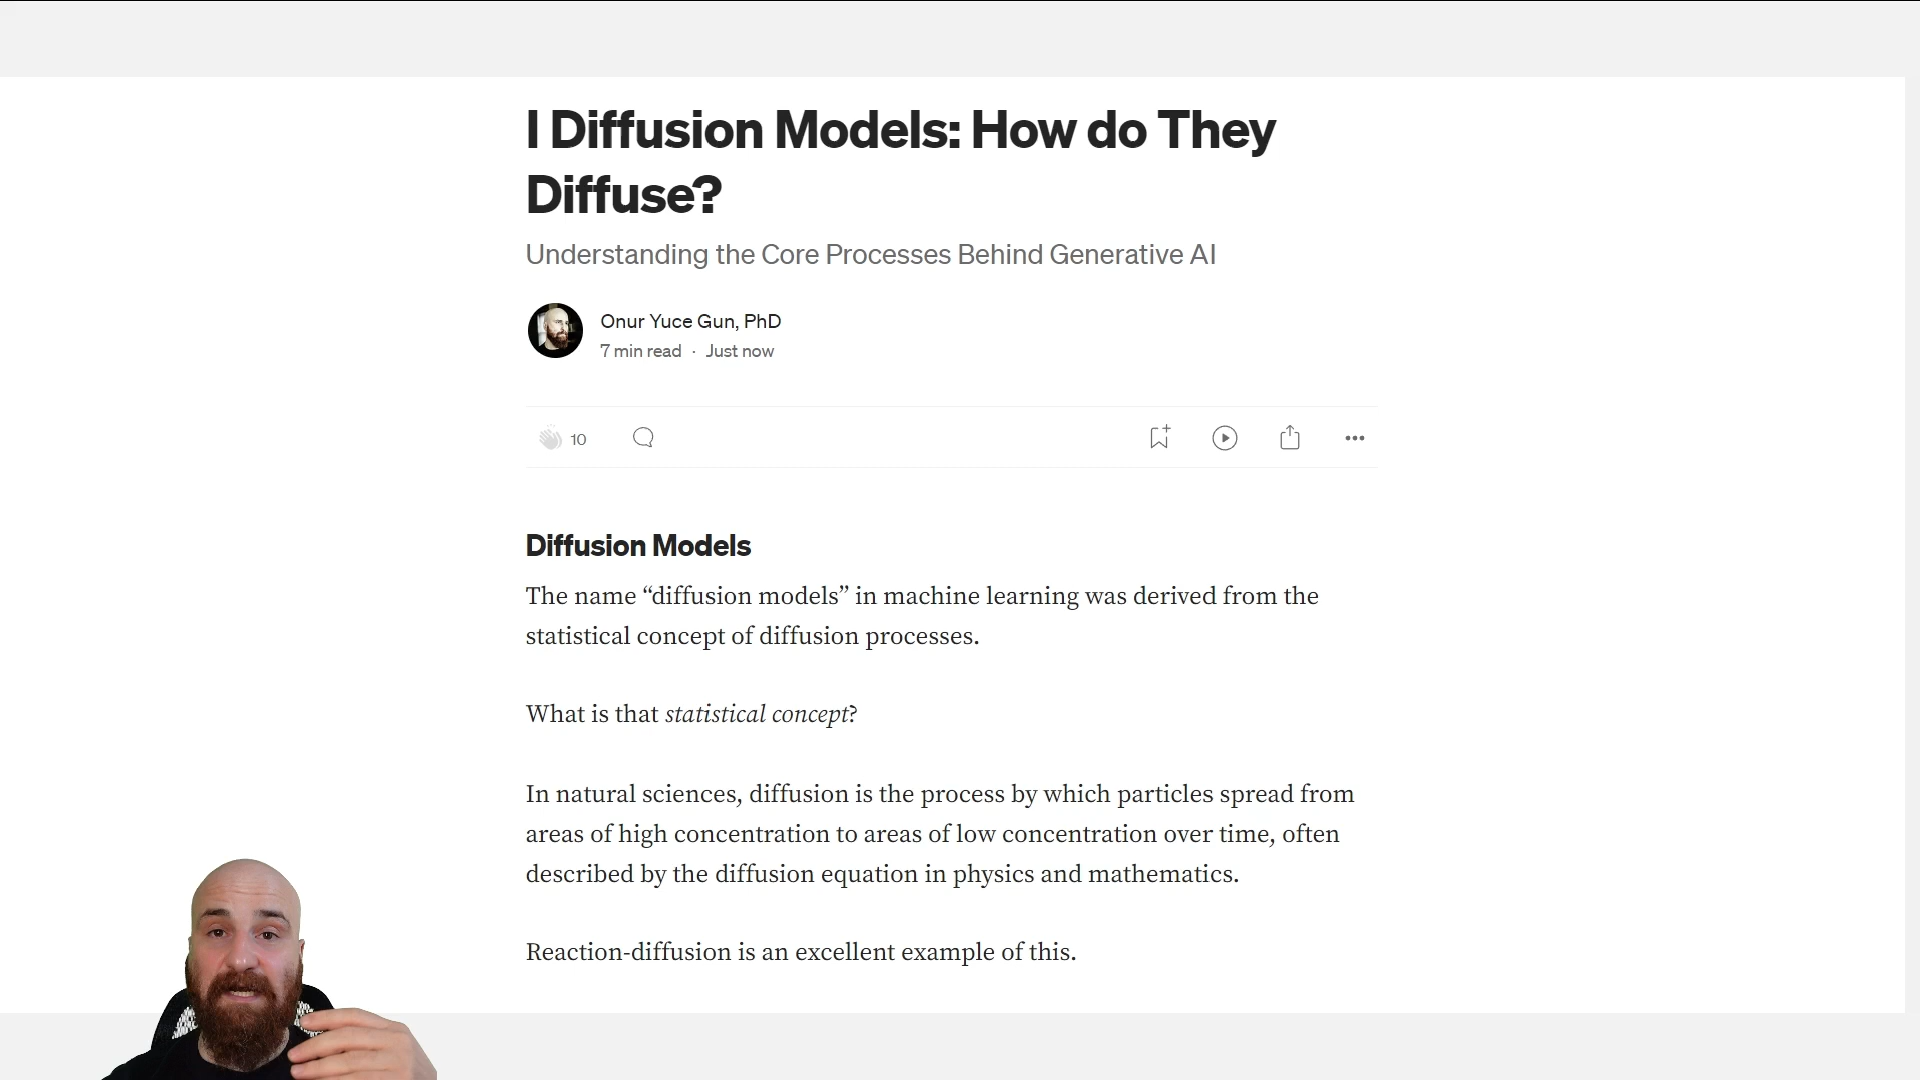 I Diffusion Models: How do They
Diffuse?
Understanding the Core Processes Behind Generative AI
Onur Yuce Gun, PhD
7 min read · Just now
10
Diffusion Models
The name “diffusion models” in machine learning was derived from the
statistical concept of diffusion processes.
What is that statistical concept?
In natural sciences, diffusion is the process by which particles spread from
areas of high concentration to areas of low concentration over time, often
described by the diffusion equation in physics and mathematics.
Reaction-diffusion is an excellent example of this.